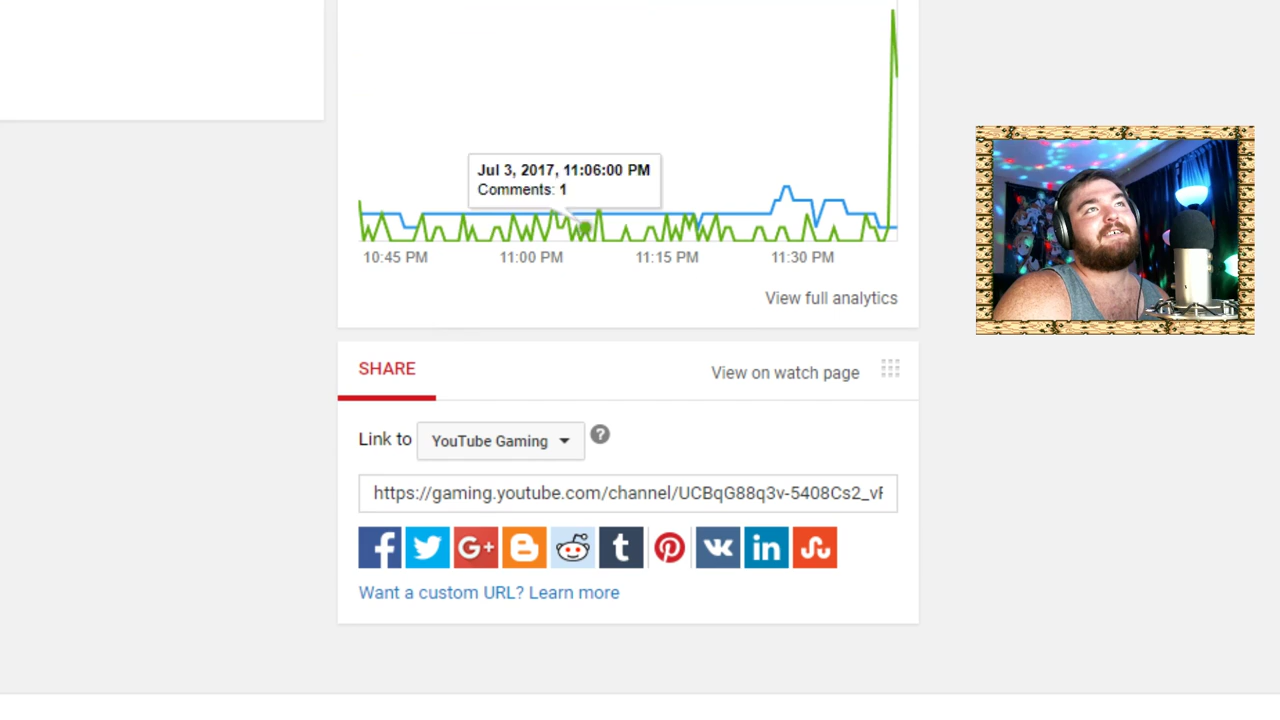 Jul 3, 2017, 11:06:00 PM
Comments: 1
10:45 PM 11:00 PM 11:15 PM 11:30 PM
View full analytics
SHARE View on watch page
Link to YouTube Gaming ?
https://gaming.youtube.com/channel/UCBqG88q3v-5408Cs2_vF
f G+ B t vk in
Want a custom URL? Learn more